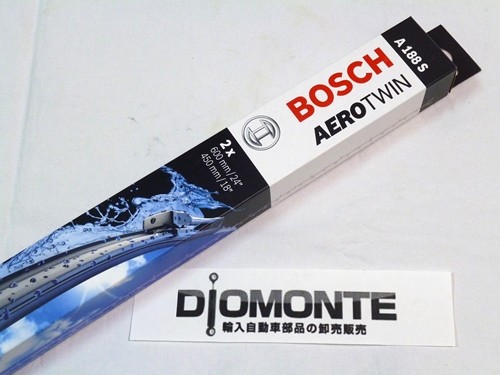 A 188 S
BOSCH
AEROTWIN
2 x
600 mm/24"
450 mm/18"
DIOMONTE
輸入自動車部品の卸売販売